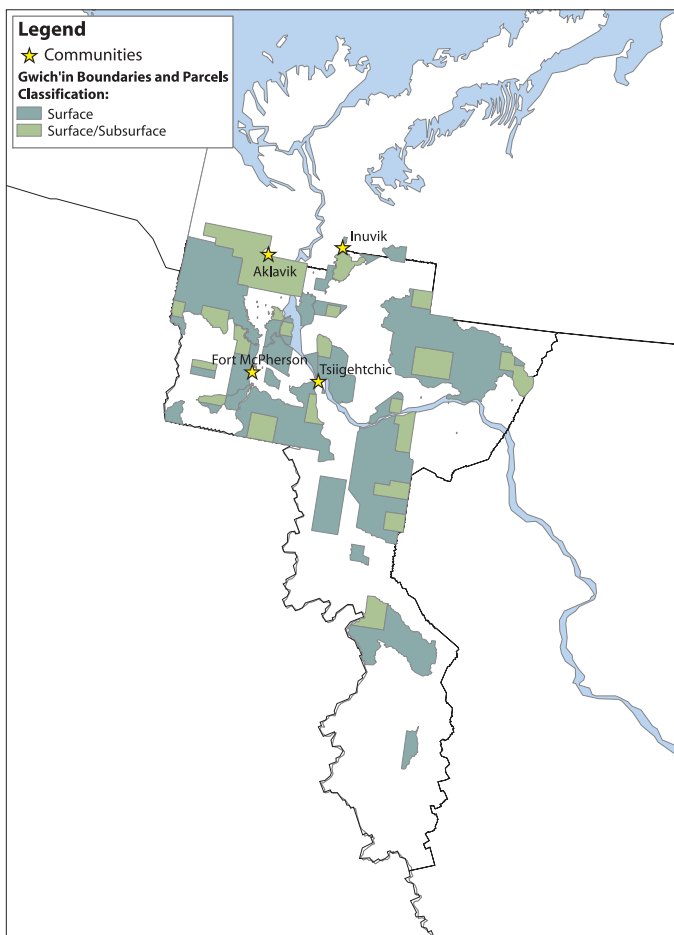 Legend
Communities
Gwich'in Boundaries and Parcels
Classification:
Surface
Surface/Subsurface
Inuvik
Aklavik
Fort McPherson
Tsiigehtchic